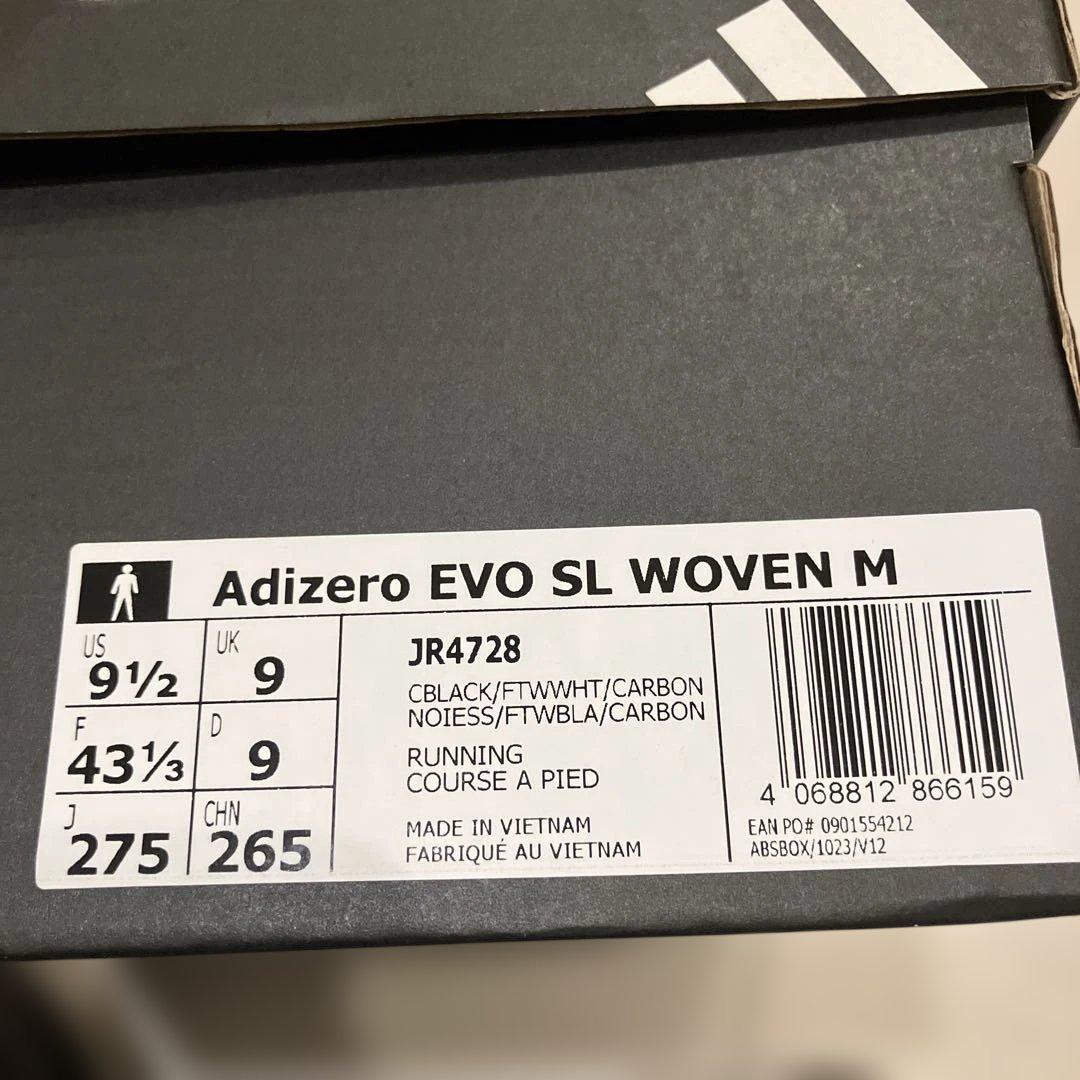 Adizero EVO SL WOVEN M
US 9½ UK 9
F 43⅓ D 9
J 275 CHN 265
JR4728
CBLACK/FTWWHT/CARBON
NOIESS/FTWBLA/CARBON
RUNNING
COURSE A PIED
MADE IN VIETNAM
FABRIQUÉ AU VIETNAM
4 068812 866159
EAN PO# 0901554212
ABSBOX/1023/V12